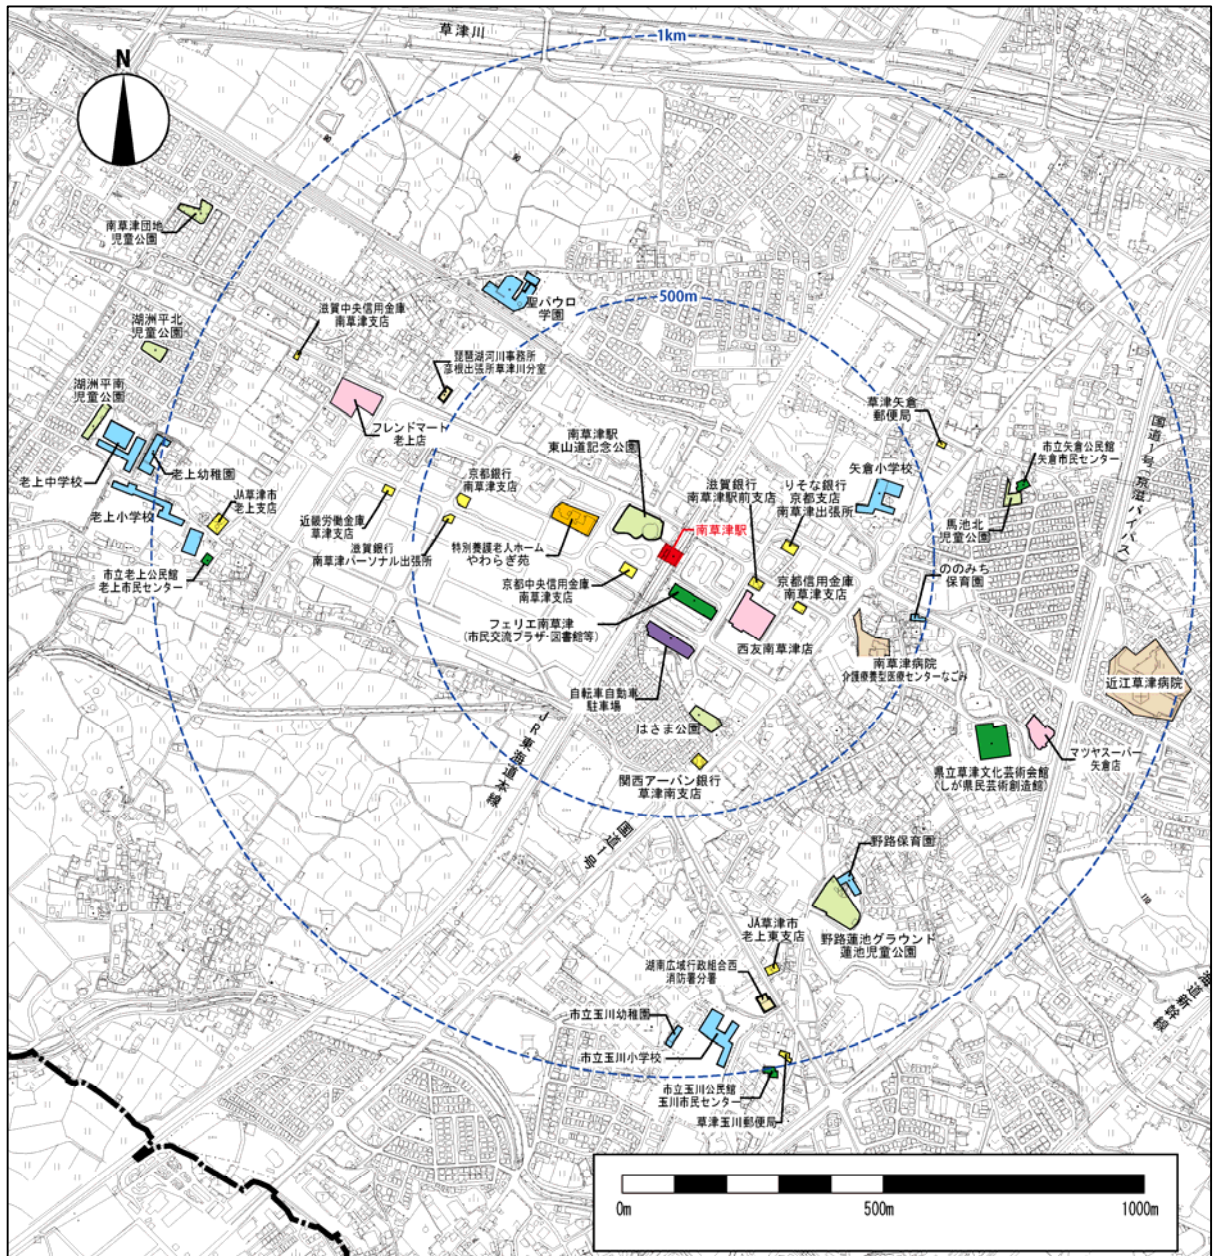 草津川
1km
N
南草津団地
児童公園
500m
聖パウロ
学園
滋賀中央信用金庫
南草津支店
湖洲平北
児童公園
琵琶湖河川事務所
彦根出張所草津川分室
湖洲平南
児童公園
フレンドマート
老上店
草津矢倉
郵便局
国道1号京滋バイパス
南草津駅
東山道記念公園
市立矢倉公民館
矢倉市民センター
老上幼稚園
老上中学校
京都銀行
南草津支店
滋賀銀行
南草津駅前支店
りそな銀行
京都支店
南草津出張所
矢倉小学校
JA草津市
老上支店
老上小学校
近畿労働金庫
草津支店
南草津駅
馬池北
児童公園
滋賀銀行
南草津パーソナル出張所
特別養護老人ホーム
やわらぎ苑
市立老上公民館
老上市民センター
京都中央信用金庫
南草津支店
京都信用金庫
南草津支店
ののみち
保育園
フェリエ南草津
(市民交流プラザ・図書館等)
西友南草津店
南草津病院
介護療養型医療センターなごみ
近江草津病院
自転車自動車
駐車場
はさま公園
JR東海道本線
マツヤスーパー
矢倉店
県立草津文化芸術会館
(しが県民芸術創造館)
関西アーバン銀行
草津南支店
国道1号
野路保育園
JA草津市
老上東支店
野路蓮池グラウンド
蓮池児童公園
湖南広域行政組合西
消防署分署
海道新幹線
市立玉川幼稚園
市立玉川小学校
市立玉川公民館
玉川市民センター
草津玉川郵便局
0m
500m
1000m